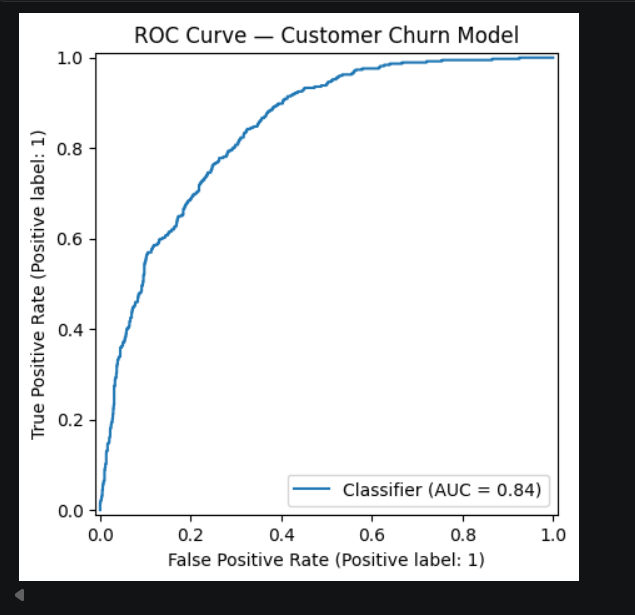 ROC Curve — Customer Churn Model
1.0
0.8
0.6
0.4
0.2
0.0
True Positive Rate (Positive label: 1)
Classifier (AUC = 0.84)
0.0 0.2 0.4 0.6 0.8 1.0
False Positive Rate (Positive label: 1)